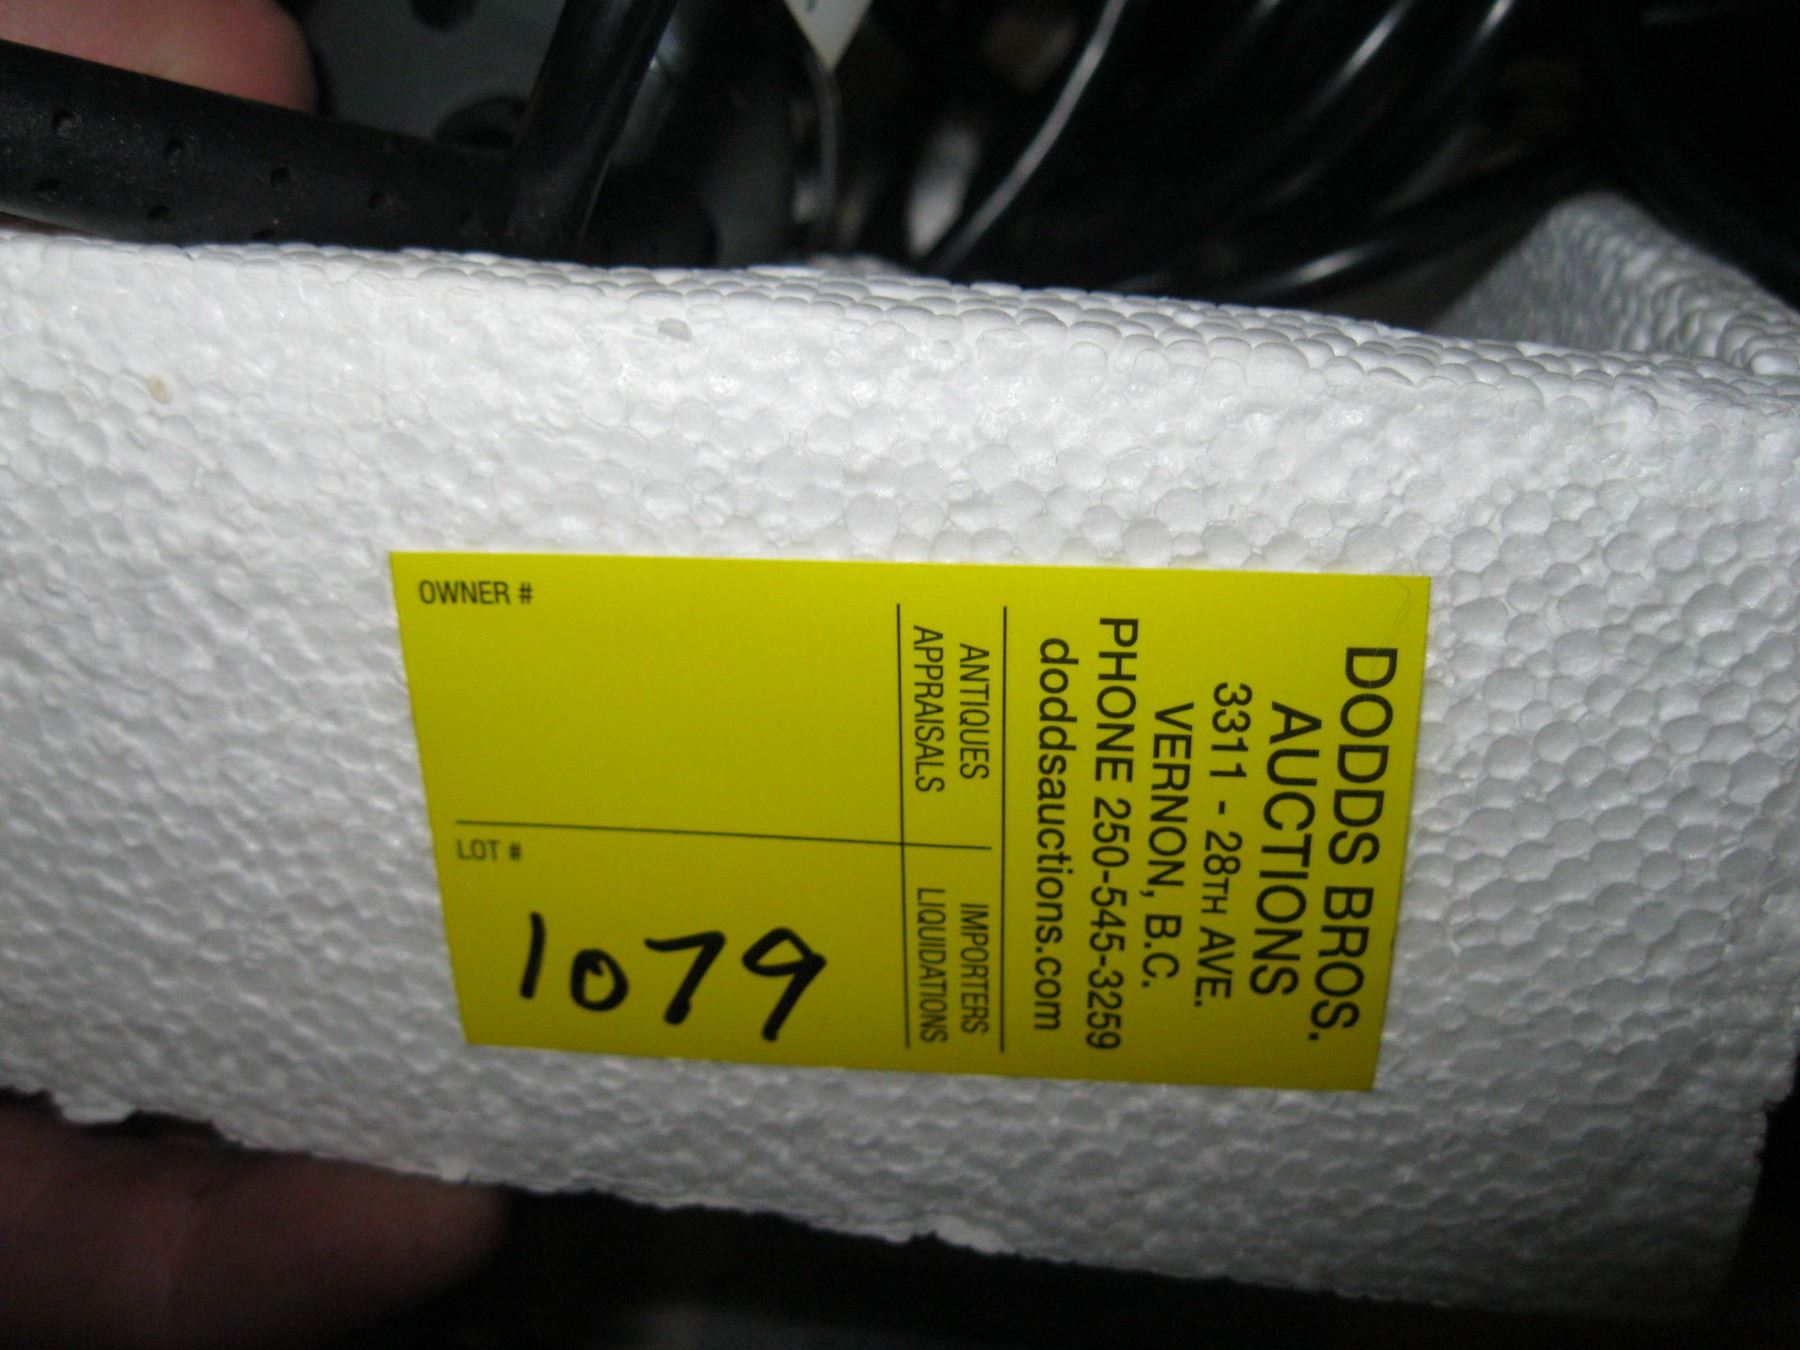 DODDS BROS.
AUCTIONS
3311 - 28TH AVE.
VERNON, B.C.
PHONE 250-545-3259
doddsauctions.com
ANTIQUES
APPRAISALS
IMPORTERS
LIQUIDATIONS
OWNER #
LOT #
1079